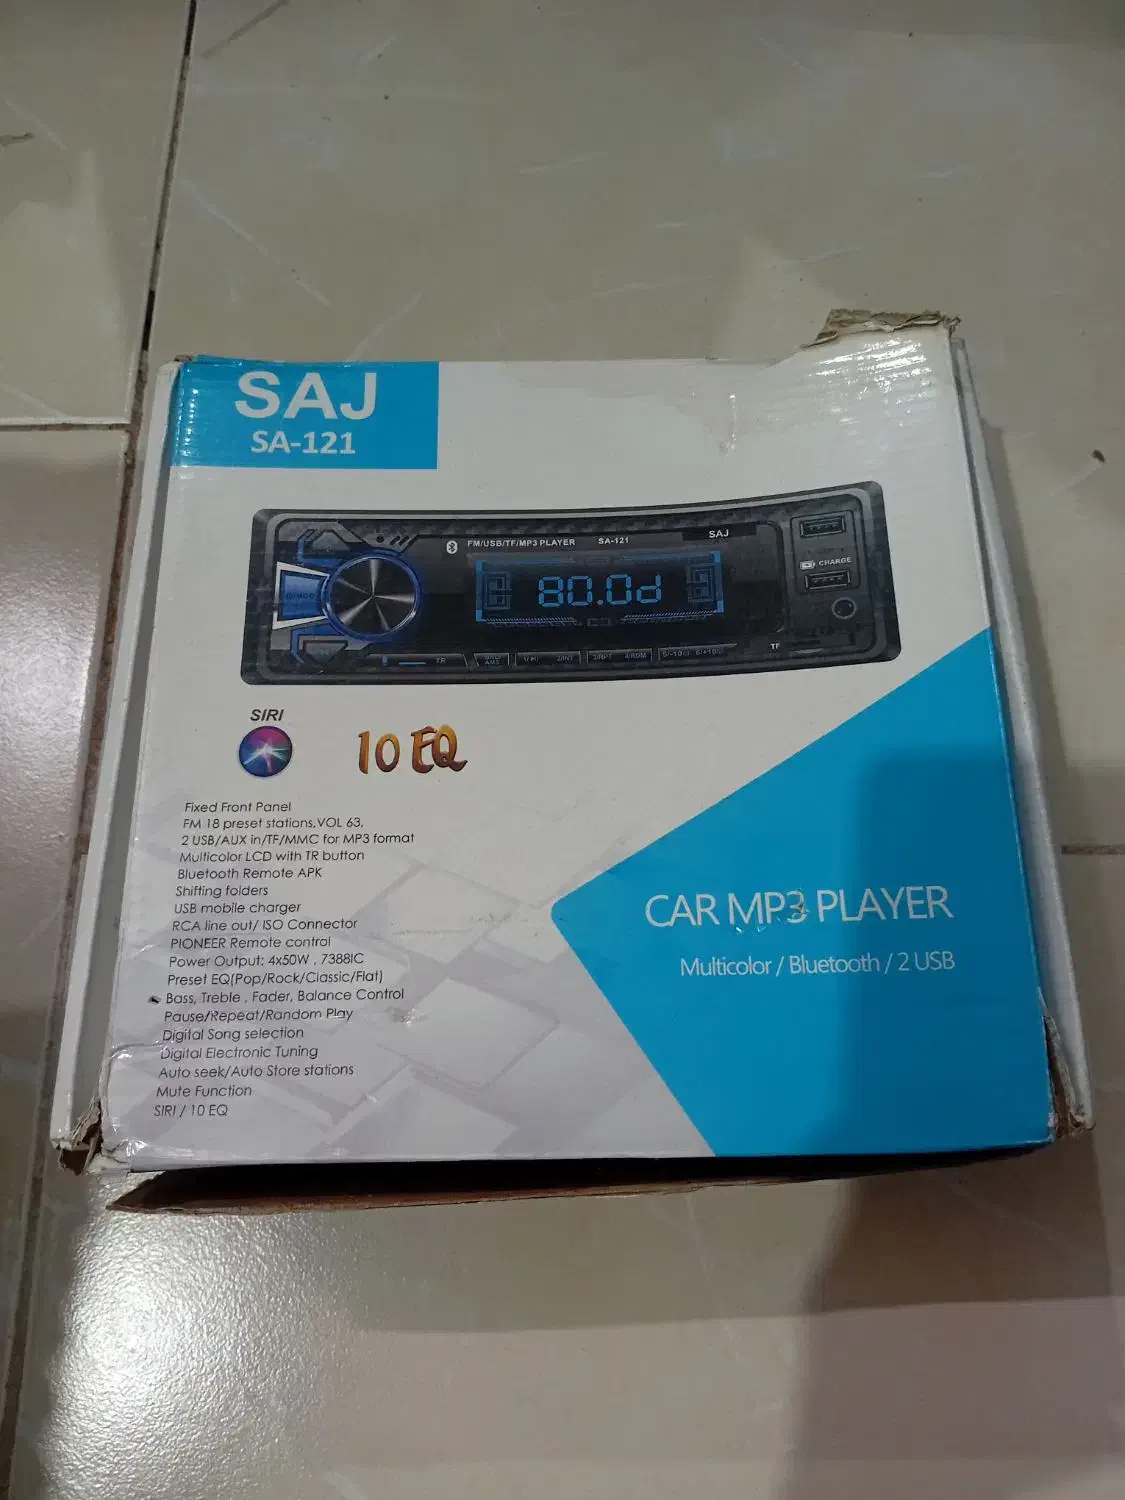 SAJ
SA-121
FM/USB/TF/MP3 PLAYER SA-121 SAJ
80.0d
CHARGE
TR
TF
SIRI
10 EQ
Fixed Front Panel
FM 18 preset stations,VOL 63,
2 USB/AUX in/TF/MMC for MP3 format
Multicolor LCD with TR button
Bluetooth Remote APK
Shifting folders
USB mobile charger
RCA line out/ ISO Connector
PIONEER Remote control
Power Output: 4x50W , 7388IC
Preset EQ(Pop/Rock/Classic/Flat)
Bass, Treble , Fader, Balance Control
Pause/Repeat/Random Play
Digital Song selection
Digital Electronic Tuning
Auto seek/Auto Store stations
Mute Function
SIRI / 10 EQ
CAR MP3 PLAYER
Multicolor / Bluetooth / 2 USB